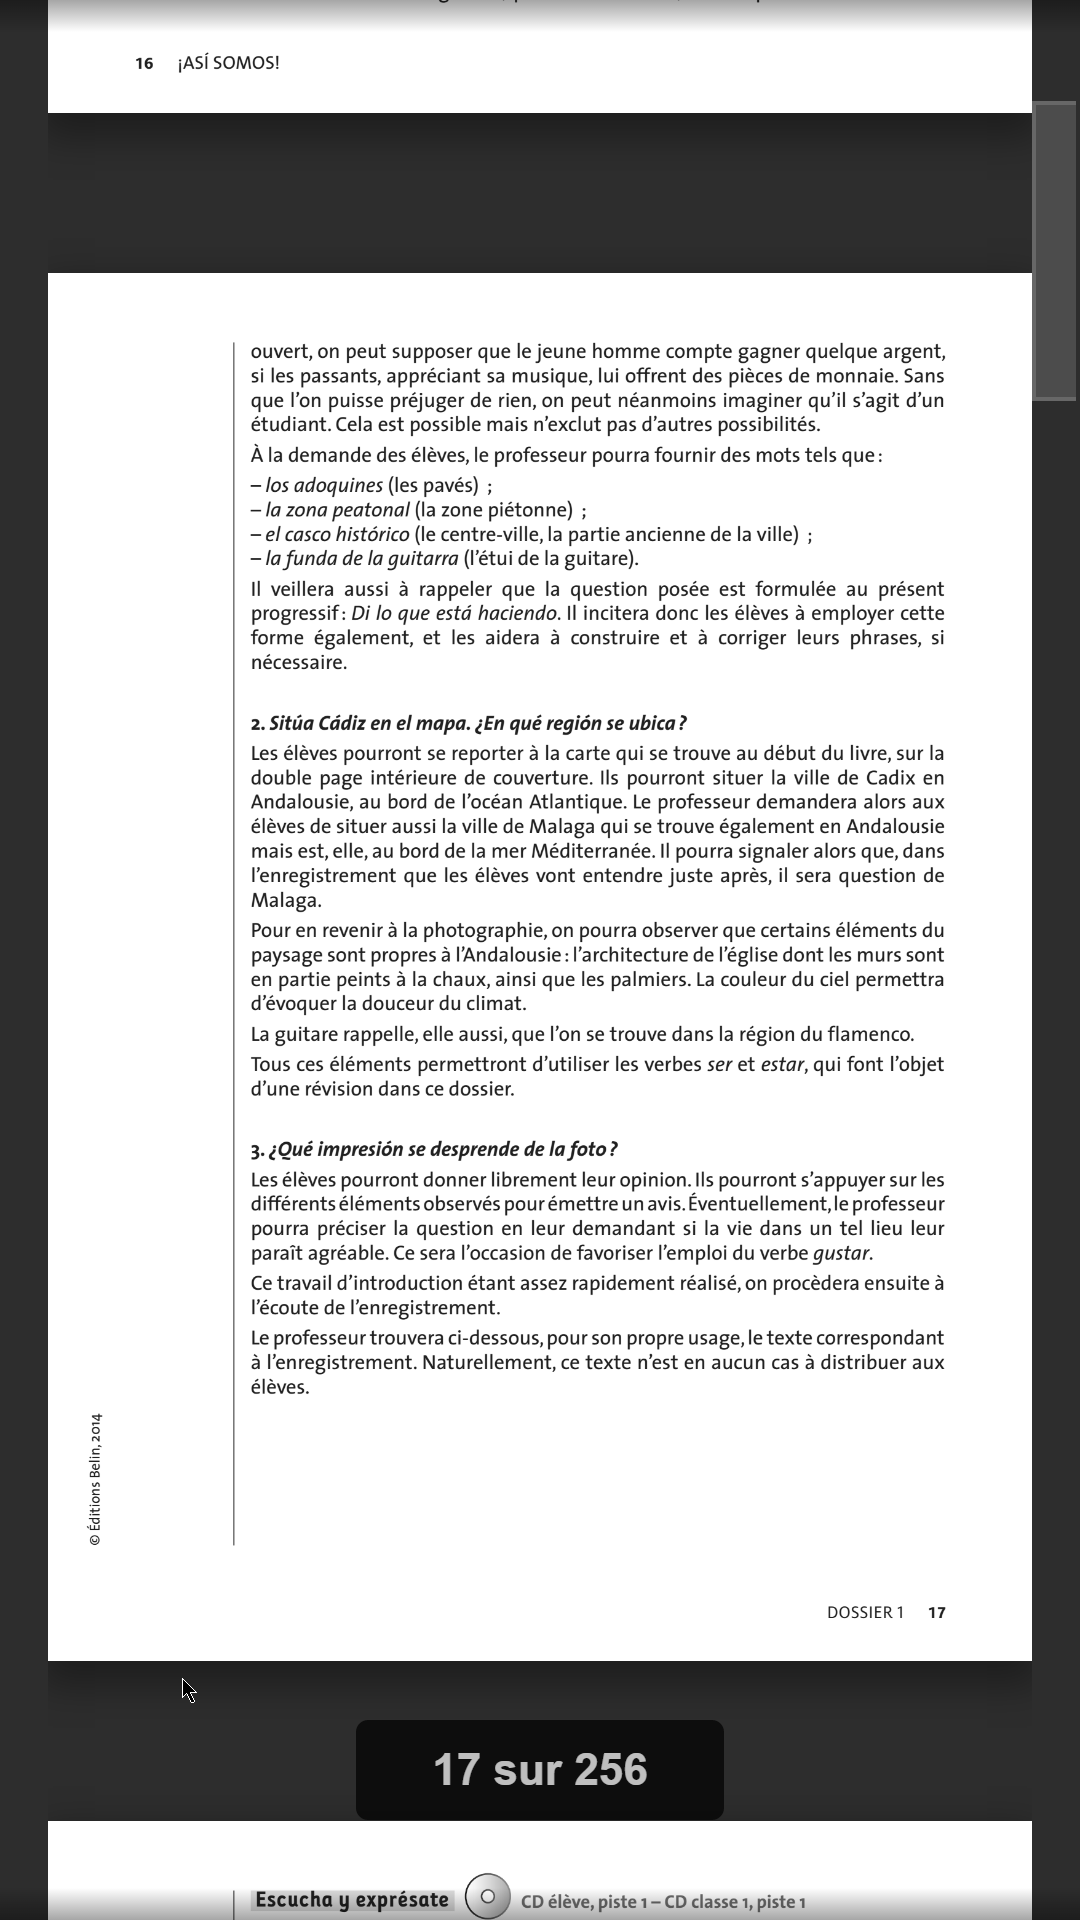 16 ¡ASÍ SOMOS!
ouvert, on peut supposer que le jeune homme compte gagner quelque argent,
si les passants, appréciant sa musique, lui offrent des pièces de monnaie. Sans
que l’on puisse préjuger de rien, on peut néanmoins imaginer qu’il s’agit d’un
étudiant. Cela est possible mais n’exclut pas d’autres possibilités.
À la demande des élèves, le professeur pourra fournir des mots tels que :
– los adoquines (les pavés) ;
– la zona peatonal (la zone piétonne) ;
– el casco histórico (le centre-ville, la partie ancienne de la ville) ;
– la funda de la guitarra (l’étui de la guitare).
Il veillera aussi à rappeler que la question posée est formulée au présent
progressif : Di lo que está haciendo. Il incitera donc les élèves à employer cette
forme également, et les aidera à construire et à corriger leurs phrases, si
nécessaire.
2. Sitúa Cádiz en el mapa. ¿En qué región se ubica ?
Les élèves pourront se reporter à la carte qui se trouve au début du livre, sur la
double page intérieure de couverture. Ils pourront situer la ville de Cadix en
Andalousie, au bord de l’océan Atlantique. Le professeur demandera alors aux
élèves de situer aussi la ville de Malaga qui se trouve également en Andalousie
mais est, elle, au bord de la mer Méditerranée. Il pourra signaler alors que, dans
l’enregistrement que les élèves vont entendre juste après, il sera question de
Malaga.
Pour en revenir à la photographie, on pourra observer que certains éléments du
paysage sont propres à l’Andalousie : l’architecture de l’église dont les murs sont
en partie peints à la chaux, ainsi que les palmiers. La couleur du ciel permettra
d’évoquer la douceur du climat.
La guitare rappelle, elle aussi, que l’on se trouve dans la région du flamenco.
Tous ces éléments permettront d’utiliser les verbes ser et estar, qui font l’objet
d’une révision dans ce dossier.
3. ¿Qué impresión se desprende de la foto ?
Les élèves pourront donner librement leur opinion. Ils pourront s’appuyer sur les
différents éléments observés pour émettre un avis. Éventuellement, le professeur
pourra préciser la question en leur demandant si la vie dans un tel lieu leur
paraît agréable. Ce sera l’occasion de favoriser l’emploi du verbe gustar.
Ce travail d’introduction étant assez rapidement réalisé, on procèdera ensuite à
l’écoute de l’enregistrement.
Le professeur trouvera ci-dessous, pour son propre usage, le texte correspondant
à l’enregistrement. Naturellement, ce texte n’est en aucun cas à distribuer aux
élèves.
© Éditions Belin, 2014
DOSSIER 1 17
17 sur 256
Escucha y exprésate CD élève, piste 1 – CD classe 1, piste 1